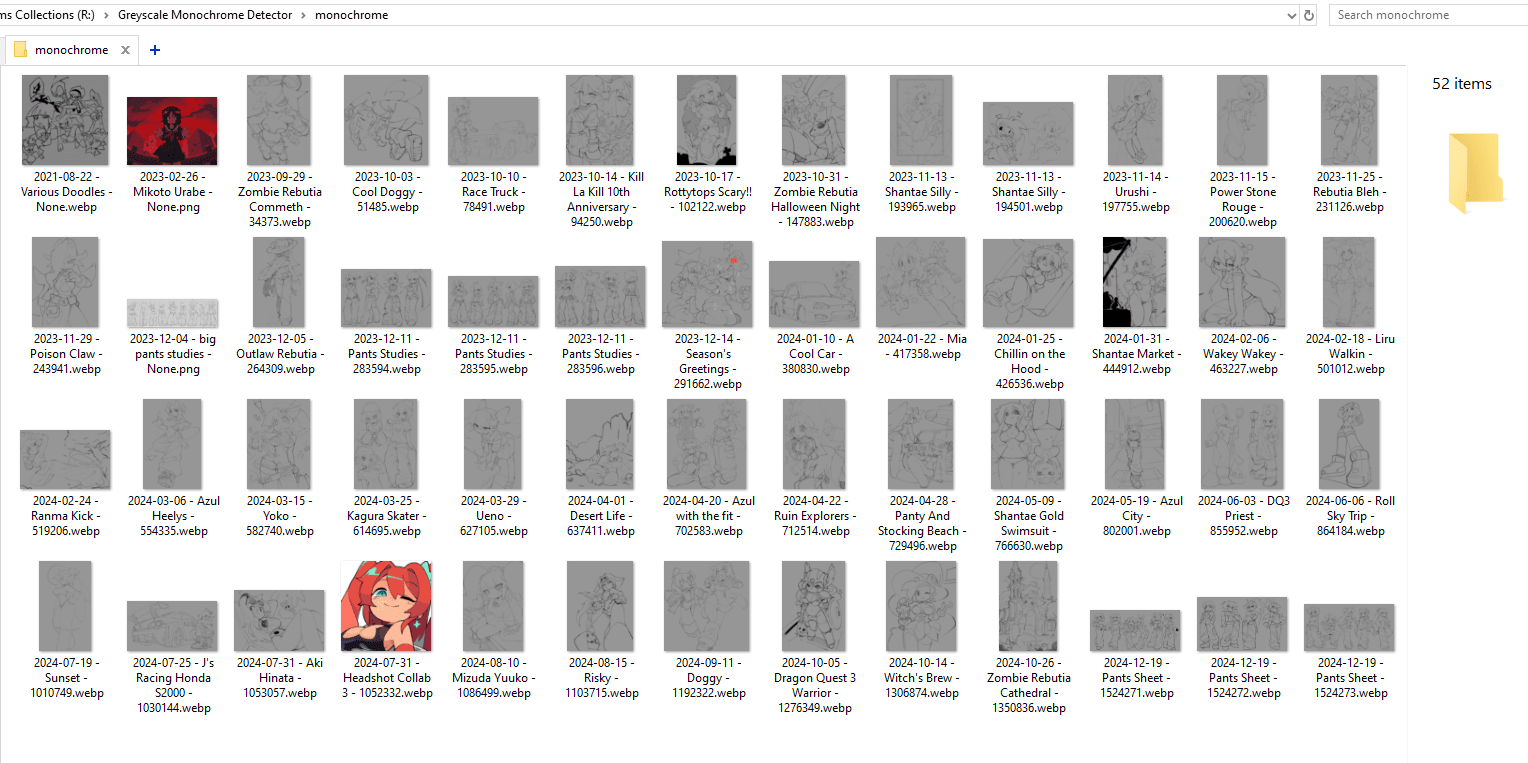 ms Collections (R:) › Greyscale Monochrome Detector › monochrome
Search monochrome
monochrome
52 items
2021-08-22 -
Various Doodles -
None.webp
2023-02-26 -
Mikoto Urabe -
None.png
2023-09-29 -
Zombie Rebutia
Commeth -
34373.webp
2023-10-03 -
Cool Doggy -
51485.webp
2023-10-10 -
Race Truck -
78491.webp
2023-10-14 - Kill
La Kill 10th
Anniversary -
94250.webp
2023-10-17 -
Rottytops Scary!!
- 102122.webp
2023-10-31 -
Zombie Rebutia
Halloween Night
- 147883.webp
2023-11-13 -
Shantae Silly -
193965.webp
2023-11-13 -
Shantae Silly -
194501.webp
2023-11-14 -
Urushi -
197755.webp
2023-11-15 -
Power Stone
Rouge -
200620.webp
2023-11-25 -
Rebutia Bleh -
231126.webp
2023-11-29 -
Poison Claw -
243941.webp
2023-12-04 - big
pants studies -
None.png
2023-12-05 -
Outlaw Rebutia -
264309.webp
2023-12-11 -
Pants Studies -
283594.webp
2023-12-11 -
Pants Studies -
283595.webp
2023-12-11 -
Pants Studies -
283596.webp
2023-12-14 -
Season's
Greetings -
291662.webp
2024-01-10 - A
Cool Car -
380830.webp
2024-01-22 - Mia
- 417358.webp
2024-01-25 -
Chillin on the
Hood -
426536.webp
2024-01-31 -
Shantae Market -
444912.webp
2024-02-06 -
Wakey Wakey -
463227.webp
2024-02-18 - Liru
Walkin -
501012.webp
2024-02-24 -
Ranma Kick -
519206.webp
2024-03-06 - Azul
Heelys -
554335.webp
2024-03-15 -
Yoko -
582740.webp
2024-03-25 -
Kagura Skater -
614695.webp
2024-03-29 -
Ueno -
627105.webp
2024-04-01 -
Desert Life -
637411.webp
2024-04-20 - Azul
with the fit -
702583.webp
2024-04-22 -
Ruin Explorers -
712514.webp
2024-04-28 -
Panty And
Stocking Beach -
729496.webp
2024-05-09 -
Shantae Gold
Swimsuit -
766630.webp
2024-05-19 - Azul
City -
802001.webp
2024-06-03 - DQ3
Priest -
855952.webp
2024-06-06 - Roll
Sky Trip -
864184.webp
2024-07-19 -
Sunset -
1010749.webp
2024-07-25 - J's
Racing Honda
S2000 -
1030144.webp
2024-07-31 - Aki
Hinata -
1053057.webp
2024-07-31 -
Headshot Collab
3 - 1052332.webp
2024-08-10 -
Mizuda Yuuko -
1086499.webp
2024-08-15 -
Risky -
1103715.webp
2024-09-11 -
Doggy -
1192322.webp
2024-10-05 -
Dragon Quest 3
Warrior -
1276349.webp
2024-10-14 -
Witch's Brew -
1306874.webp
2024-10-26 -
Zombie Rebutia
Cathedral -
1350836.webp
2024-12-19 -
Pants Sheet -
1524271.webp
2024-12-19 -
Pants Sheet -
1524272.webp
2024-12-19 -
Pants Sheet -
1524273.webp